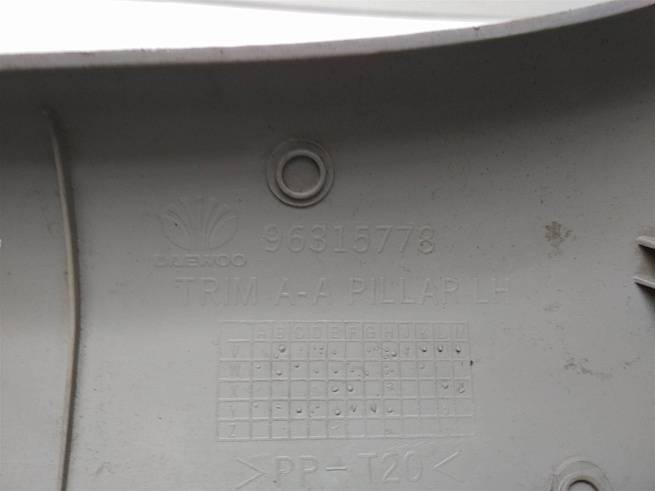 96315778
DAEWOO
TRIM A-A PILLAR LH
A B C D E F G H J K L M
V
W
X
Y
Z
>PP-T20<